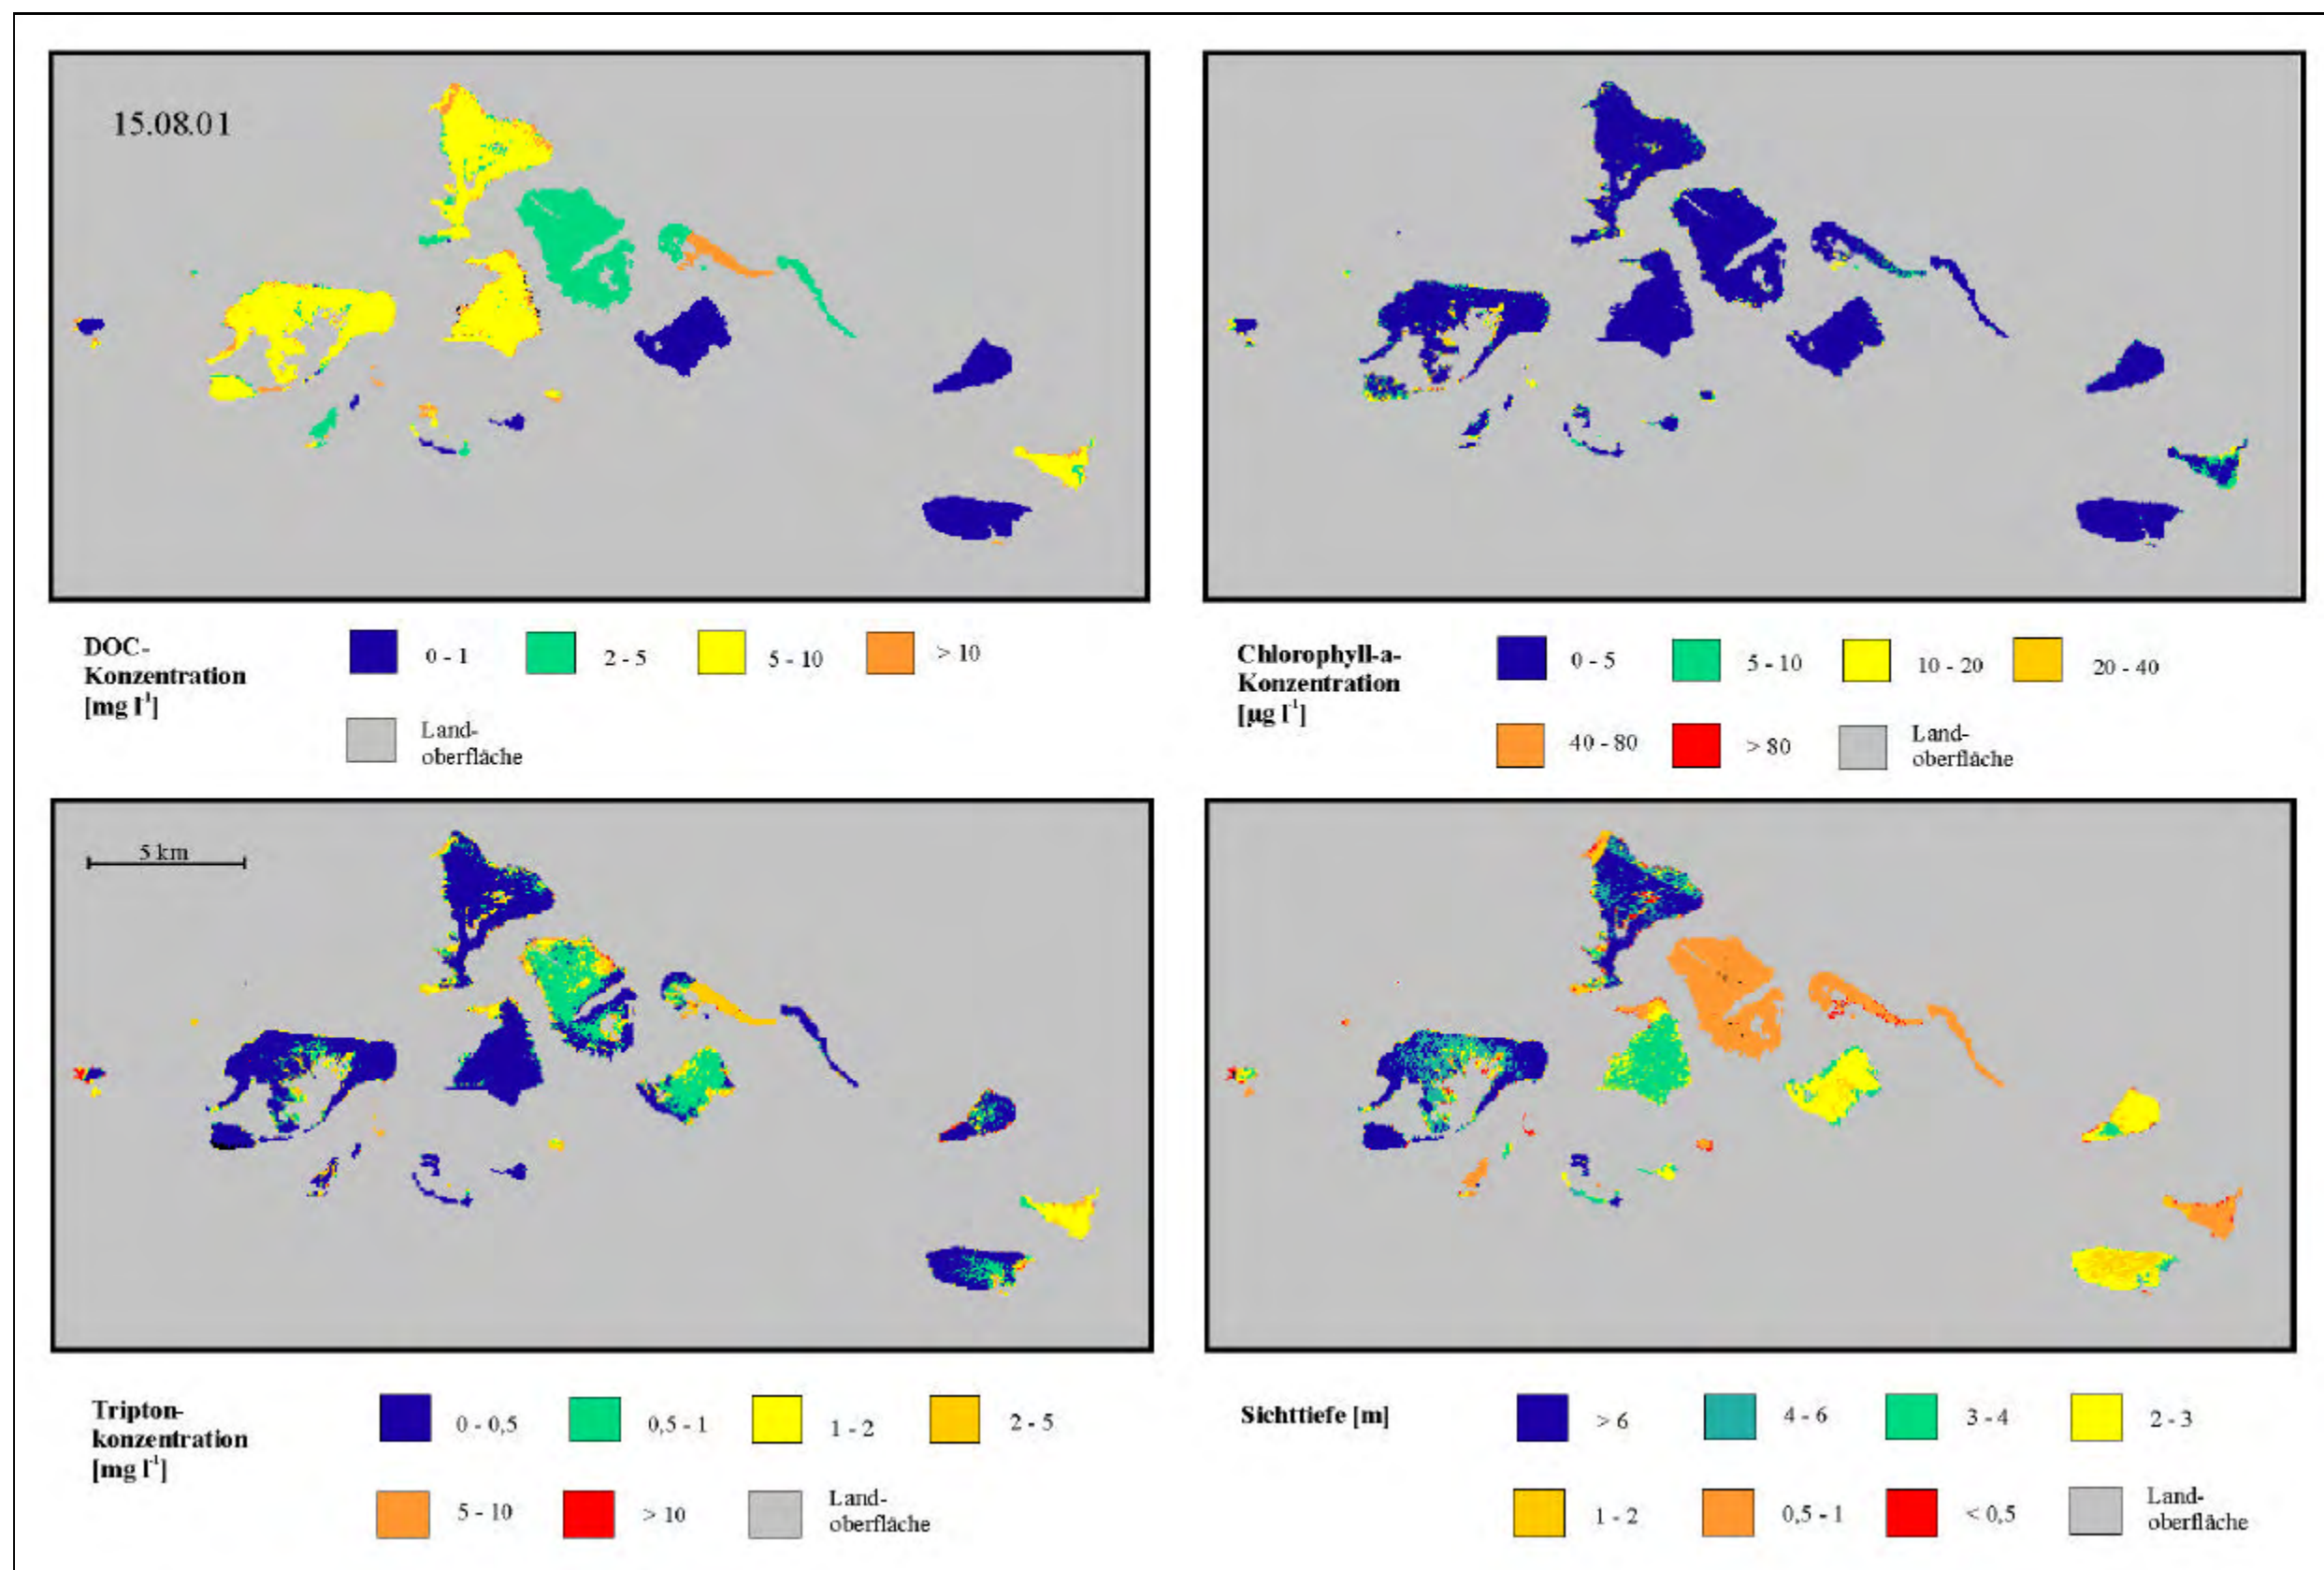 15.08.01
DOC-
Konzentration
[mg l⁻¹]
0 - 1
2 - 5
5 - 10
> 10
Land-
oberfläche
Chlorophyll-a-
Konzentration
[µg l⁻¹]
0 - 5
5 - 10
10 - 20
20 - 40
40 - 80
> 80
Land-
oberfläche
5 km
Tripton-
konzentration
[mg l⁻¹]
0 - 0,5
0,5 - 1
1 - 2
2 - 5
5 - 10
> 10
Land-
oberfläche
Sichttiefe [m]
> 6
4 - 6
3 - 4
2 - 3
1 - 2
0,5 - 1
< 0,5
Land-
oberfläche